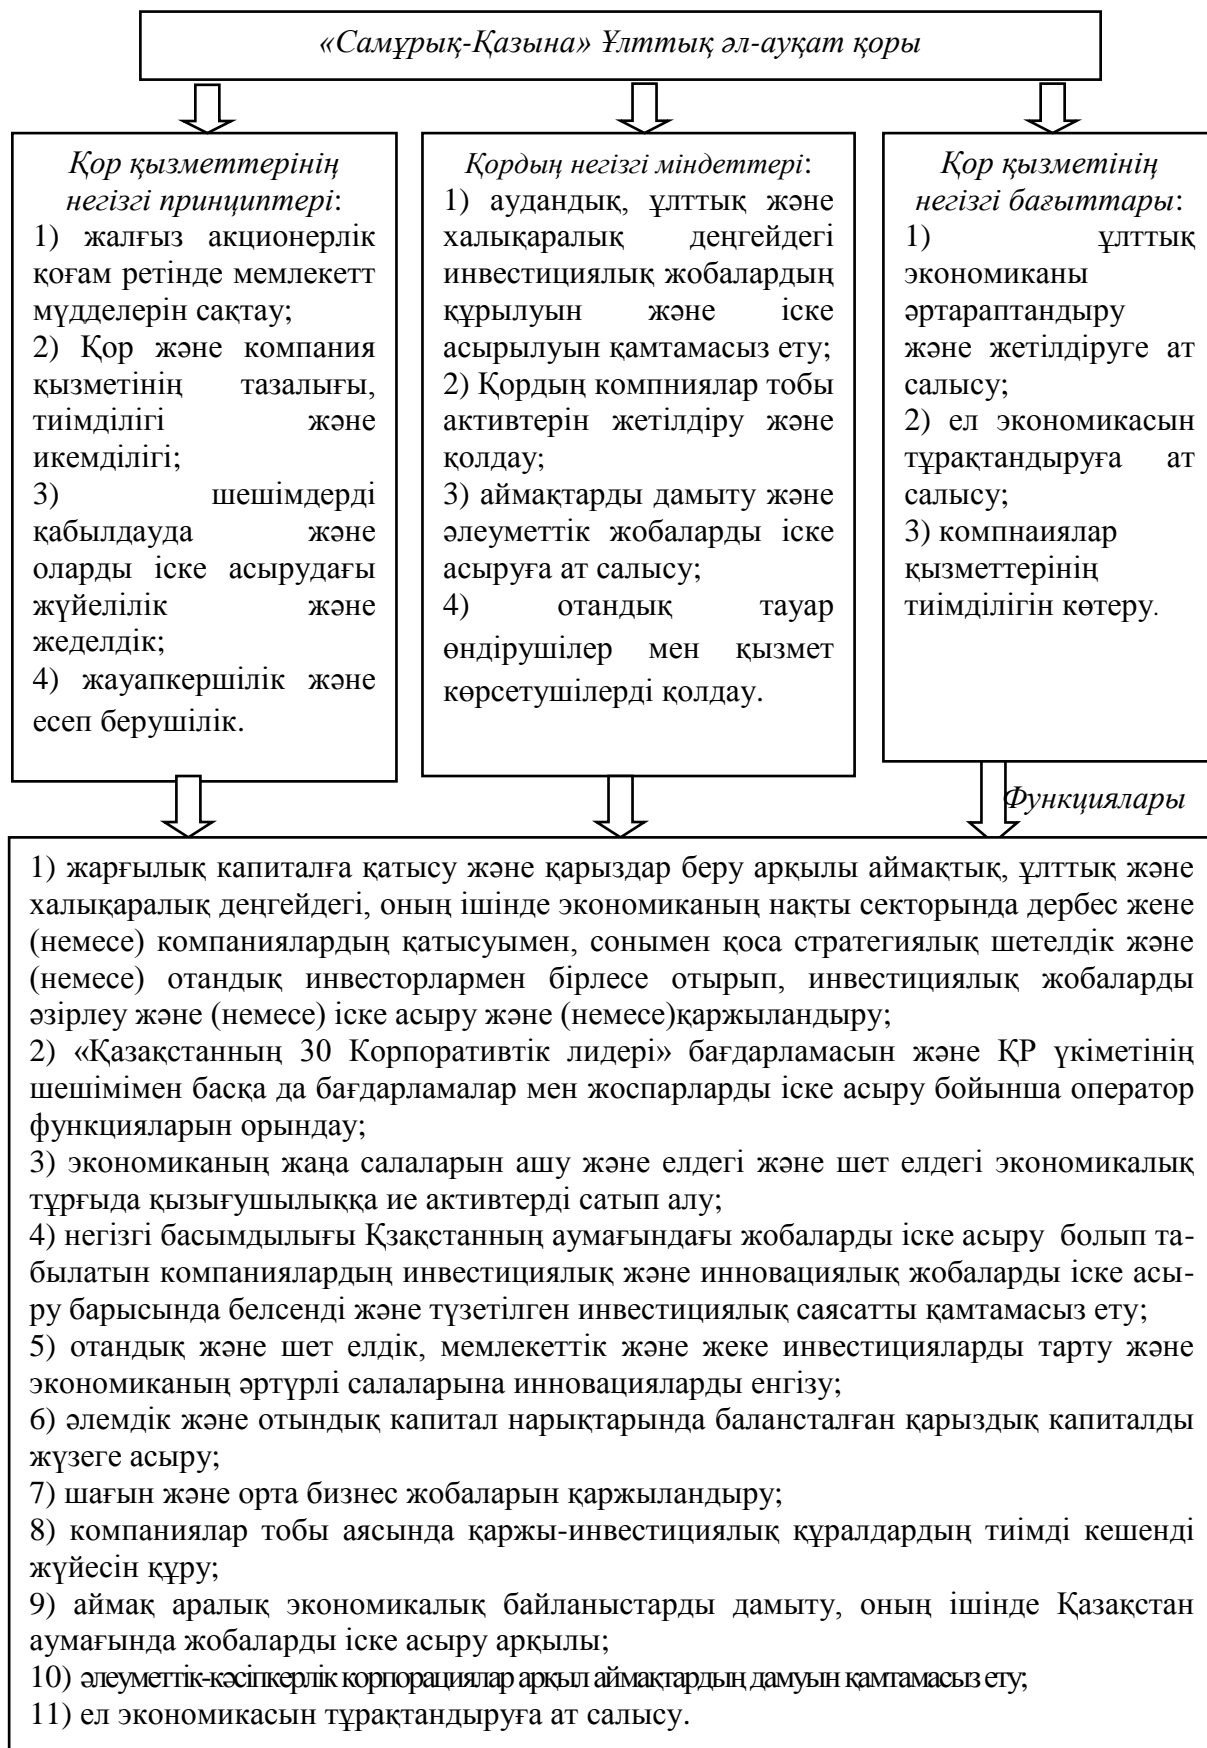 «Самұрық-Қазына» Ұлттық әл-ауқат қоры
Қор қызметтерінің
негізгі принциптері:
1) жалғыз акционерлік
қоғам ретінде мемлекетт
мүдделерін сақтау;
2) Қор және компания
қызметінің тазалығы,
тиімділігі және
икемділігі;
3) шешімдерді
қабылдауда және
оларды іске асырудағы
жүйелілік және
жеделдік;
4) жауапкершілік және
есеп берушілік.
Қордың негізгі міндеттері:
1) аудандық, ұлттық және
халықаралық деңгейдегі
инвестициялық жобалардың
құрылуын және іске
асырылуын қамтамасыз ету;
2) Қордың компниялар тобы
активтерін жетілдіру және
қолдау;
3) аймақтарды дамыту және
әлеуметтік жобаларды іске
асыруға ат салысу;
4) отандық тауар
өндірушілер мен қызмет
көрсетушілерді қолдау.
Қор қызметінің
негізгі бағыттары:
1) ұлттық
экономиканы
әртараптандыру
және жетілдіруге ат
салысу;
2) ел экономикасын
тұрақтандыруға ат
салысу;
3) компнаиялар
қызметтерінің
тиімділігін көтеру.
Функциялары
1) жарғылық капиталға қатысу және қарыздар беру арқылы аймақтық, ұлттық және
халықаралық деңгейдегі, оның ішінде экономиканың нақты секторында дербес жене
(немесе) компаниялардың қатысуымен, сонымен қоса стратегиялық шетелдік және
(немесе) отандық инвесторлармен бірлесе отырып, инвестициялық жобаларды
әзірлеу және (немесе) іске асыру және (немесе)қаржыландыру;
2) «Қазақстанның 30 Корпоративтік лидері» бағдарламасын және ҚР үкіметінің
шешімімен басқа да бағдарламалар мен жоспарларды іске асыру бойынша оператор
функцияларын орындау;
3) экономиканың жаңа салаларын ашу және елдегі және шет елдегі экономикалық
тұрғыда қызығушылыққа ие активтерді сатып алу;
4) негізгі басымдылығы Қзақстанның аумағындағы жобаларды іске асыру болып та-
былатын компаниялардың инвестициялық және инновациялық жобаларды іске асы-
ру барысында белсенді және түзетілген инвестициялық саясатты қамтамасыз ету;
5) отандық және шет елдік, мемлекеттік және жеке инвестицияларды тарту және
экономиканың әртүрлі салаларына инновацияларды енгізу;
6) әлемдік және отындық капитал нарықтарында балансталған қарыздық капиталды
жүзеге асыру;
7) шағын және орта бизнес жобаларын қаржыландыру;
8) компаниялар тобы аясында қаржы-инвестициялық құралдардың тиімді кешенді
жүйесін құру;
9) аймақ аралық экономикалық байланыстарды дамыту, оның ішінде Қазақстан
аумағында жобаларды іске асыру арқылы;
10) әлеуметтік-кәсіпкерлік корпорациялар арқыл аймақтардың дамуын қамтамасыз ету;
11) ел экономикасын тұрақтандыруға ат салысу.